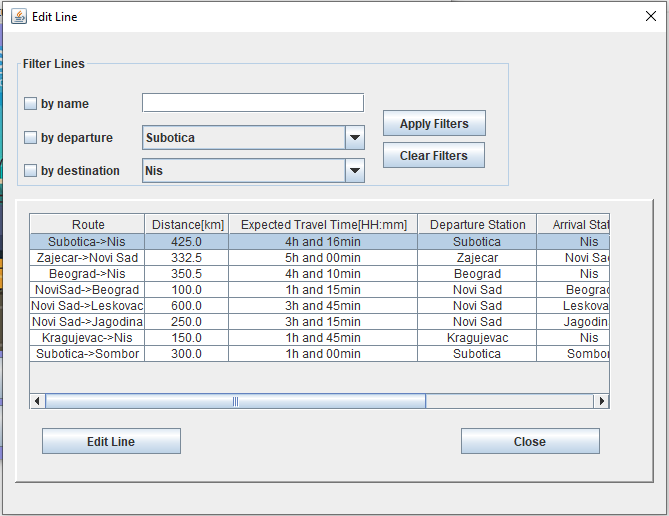 Edit Line
Filter Lines
by name
by departure Subotica
by destination Nis
Apply Filters
Clear Filters
Route Distance[km] Expected Travel Time[HH:mm] Departure Station Arrival Stat
Subotica->Nis 425.0 4h and 16min Subotica Nis
Zajecar->Novi Sad 332.5 5h and 00min Zajecar Novi Sa
Beograd->Nis 350.5 4h and 10min Beograd Nis
NoviSad->Beograd 100.0 1h and 15min Novi Sad Beograd
Novi Sad->Leskovac 600.0 3h and 45min Novi Sad Leskova
Novi Sad->Jagodina 250.0 3h and 15min Novi Sad Jagodin
Kragujevac->Nis 150.0 1h and 45min Kragujevac Nis
Subotica->Sombor 300.0 1h and 00min Subotica Sombor
Edit Line Close